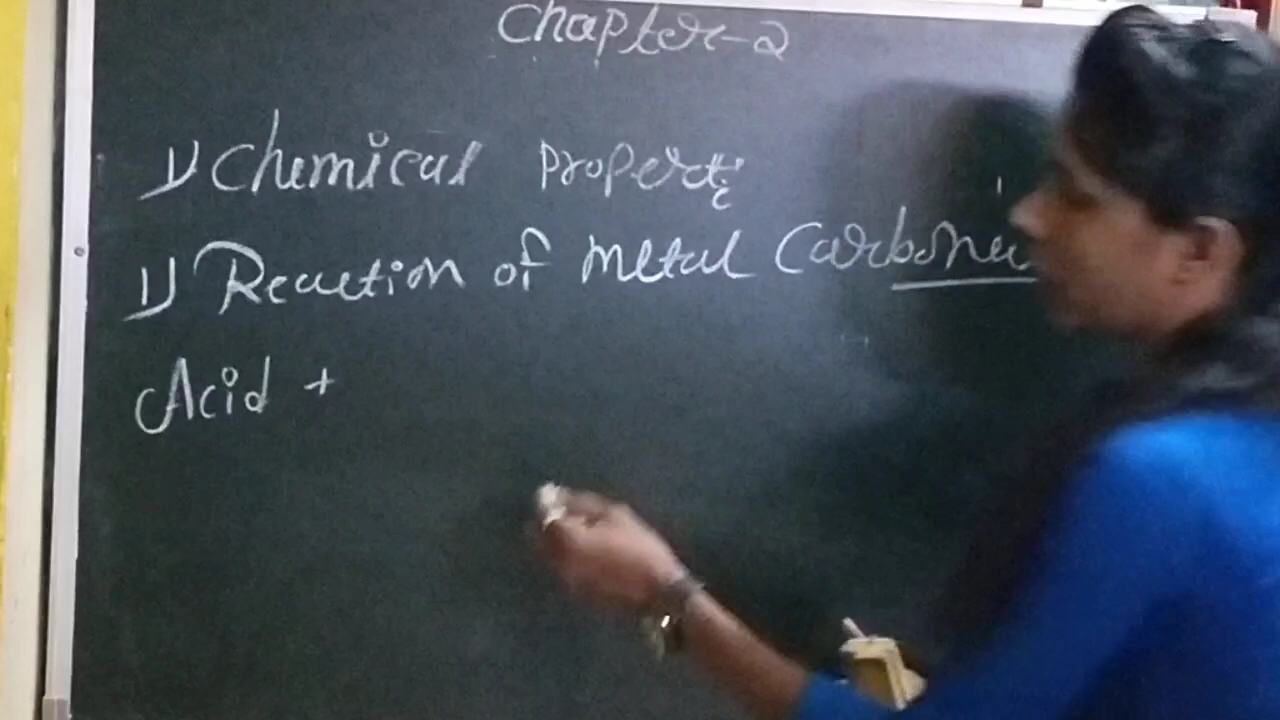 Chapter-2
1) Chemical Properti
1) Reaction of metal Carbona
Acid +